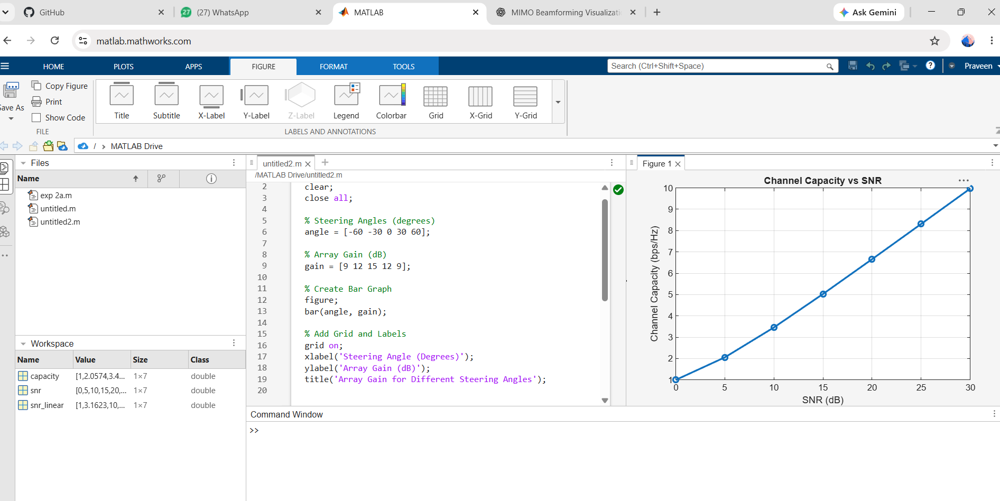 GitHub
27
(27) WhatsApp
MATLAB
MIMO Beamforming Visualizati
Ask Gemini
matlab.mathworks.com
HOME
PLOTS
APPS
FIGURE
FORMAT
TOOLS
Search (Ctrl+Shift+Space)
Praveen
Save As
Copy Figure
Print
Show Code
FILE
Title
Subtitle
X-Label
Y-Label
Z-Label
Legend
Colorbar
Grid
X-Grid
Y-Grid
LABELS AND ANNOTATIONS
/ › MATLAB Drive
Files
Name
exp 2a.m
untitled.m
untitled2.m
Workspace
Name Value Size Class
capacity [1,2.0574,3.4... 1×7 double
snr [0,5,10,15,20,... 1×7 double
snr_linear [1,3.1623,10,... 1×7 double
untitled2.m
/MATLAB Drive/untitled2.m
2 clear;
3 close all;
4
5 % Steering Angles (degrees)
6 angle = [-60 -30 0 30 60];
7
8 % Array Gain (dB)
9 gain = [9 12 15 12 9];
10
11 % Create Bar Graph
12 figure;
13 bar(angle, gain);
14
15 % Add Grid and Labels
16 grid on;
17 xlabel('Steering Angle (Degrees)');
18 ylabel('Array Gain (dB)');
19 title('Array Gain for Different Steering Angles');
20
Command Window
>>
Figure 1
Channel Capacity vs SNR
Channel Capacity (bps/Hz)
10
9
8
7
6
5
4
3
2
1
0 5 10 15 20 25 30
SNR (dB)